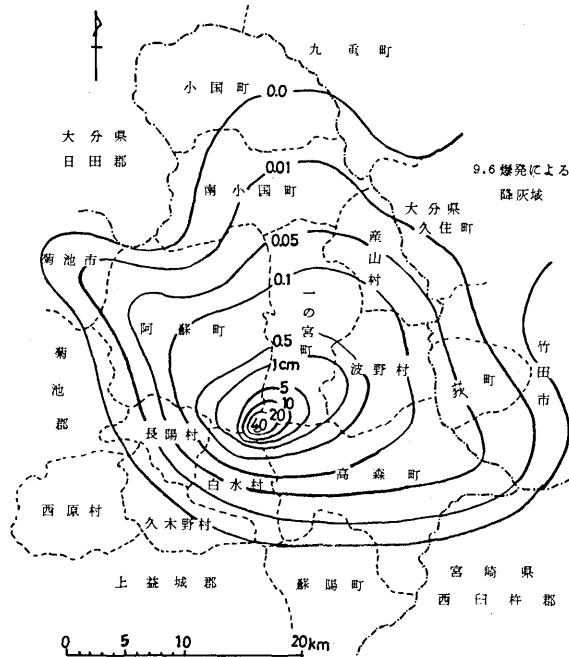 九重町
小国町
0.0
大分県
日田郡
0.01
9.6爆発による
降灰域
南小国町
大分県
久住町
0.05
産山村
菊池市
0.1
一の宮町
阿蘇町
0.5
竹田市
菊池郡
1cm
波野村
荻町
5
10
20
40
長陽村
高森町
白水村
西原村
久木野村
宮崎県
西臼杵郡
上益城郡
蘇陽町
0 5 10 20km